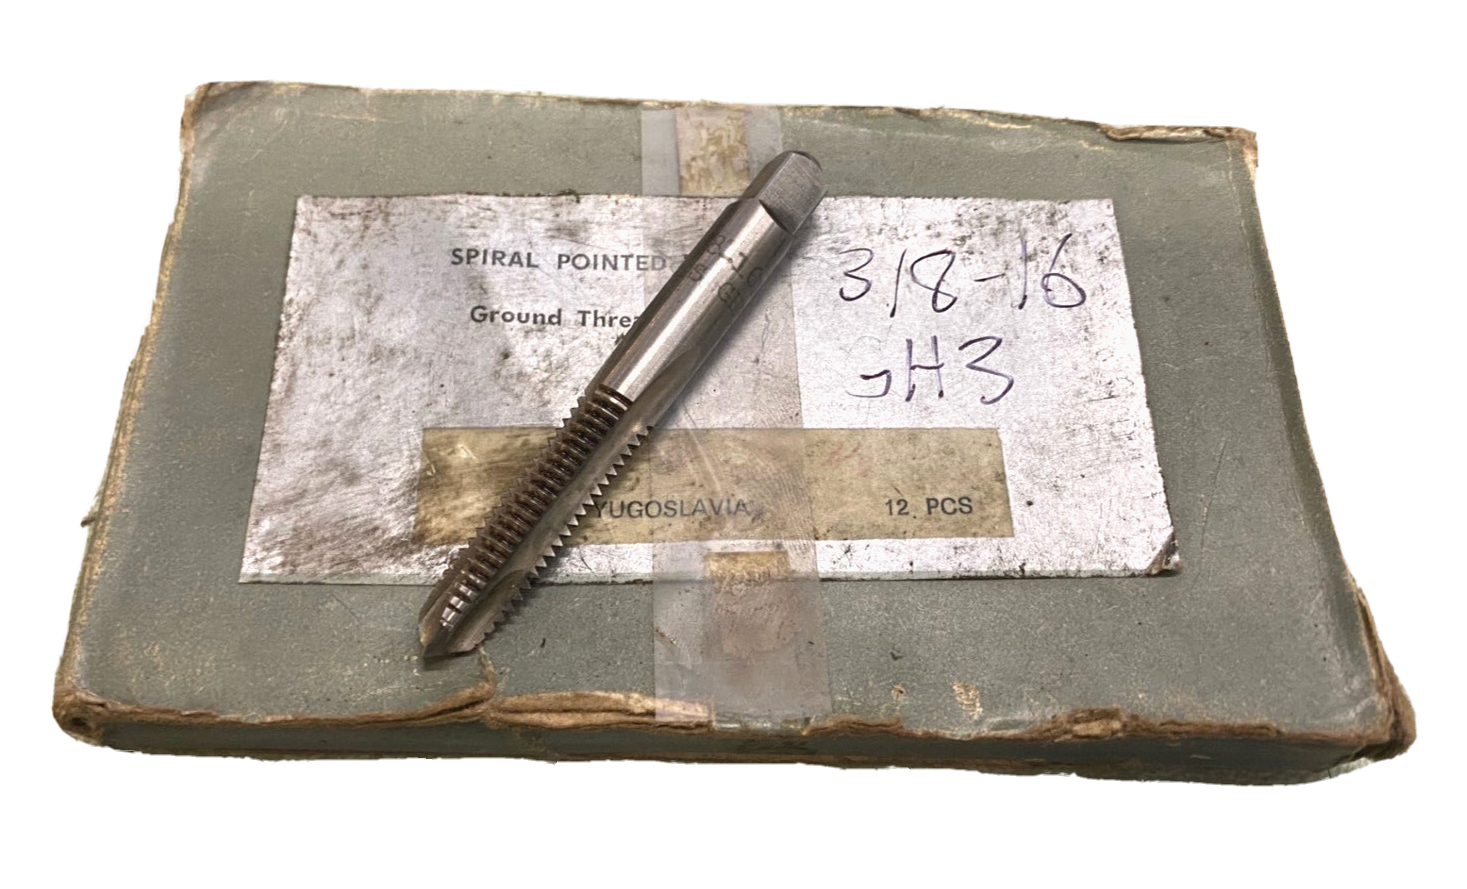 SPIRAL POINTED
Ground Threa
3/8-16
GH3
YUGOSLAVIA
12 PCS